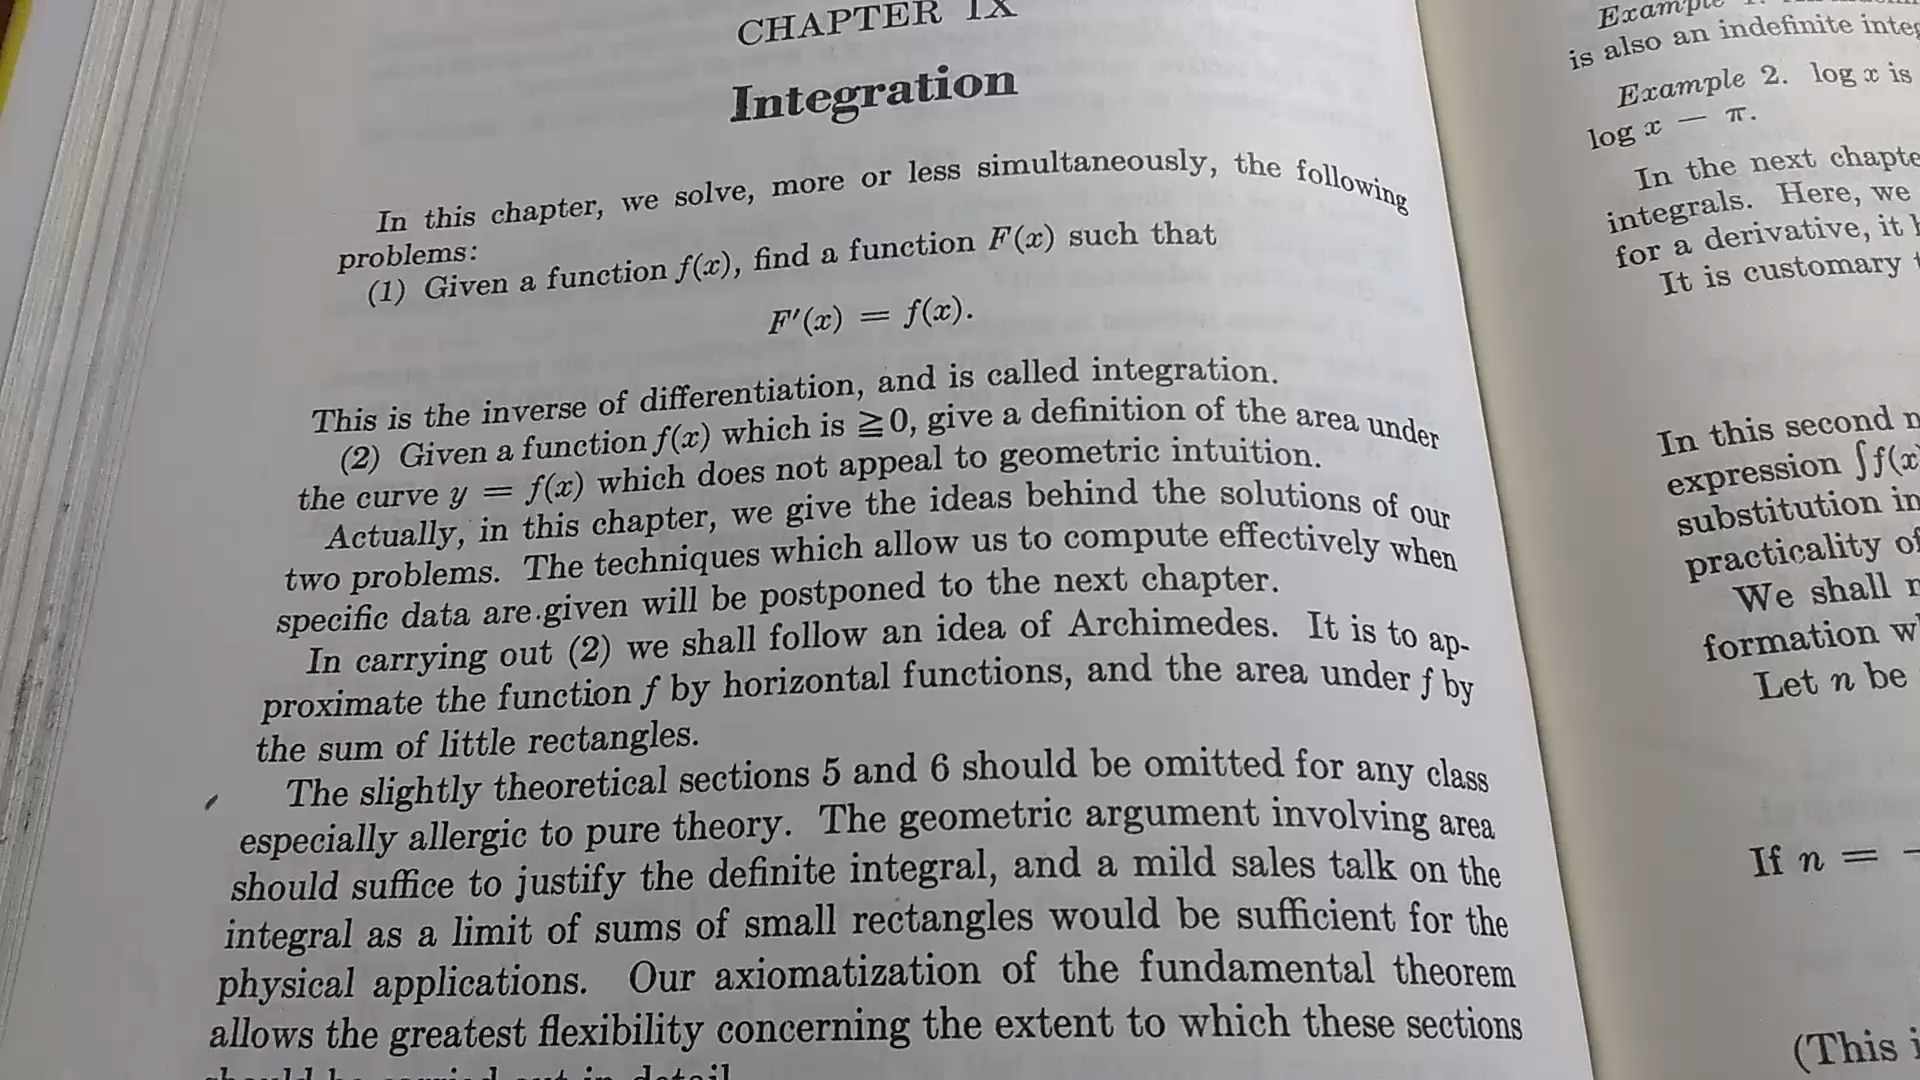 CHAPTER IX
Integration
In this chapter, we solve, more or less simultaneously, the following
problems:
(1) Given a function f(x), find a function F(x) such that
F′(x) = f(x).
This is the inverse of differentiation, and is called integration.
(2) Given a function f(x) which is ≧0, give a definition of the area under
the curve y = f(x) which does not appeal to geometric intuition.
Actually, in this chapter, we give the ideas behind the solutions of our
two problems. The techniques which allow us to compute effectively when
specific data are given will be postponed to the next chapter.
In carrying out (2) we shall follow an idea of Archimedes. It is to ap-
proximate the function f by horizontal functions, and the area under f by
the sum of little rectangles.
The slightly theoretical sections 5 and 6 should be omitted for any class
especially allergic to pure theory. The geometric argument involving area
should suffice to justify the definite integral, and a mild sales talk on the
integral as a limit of sums of small rectangles would be sufficient for the
physical applications. Our axiomatization of the fundamental theorem
allows the greatest flexibility concerning the extent to which these sections
should be carried out in detail
Example
is also an indefinite
Example 2. log x is
log x — π.
In the next
integrals. Here, we
for a derivative, it
It is customary
In this second
expression ∫f(x
substitution
practicality
We shall
formation
Let n be
If n =
(This